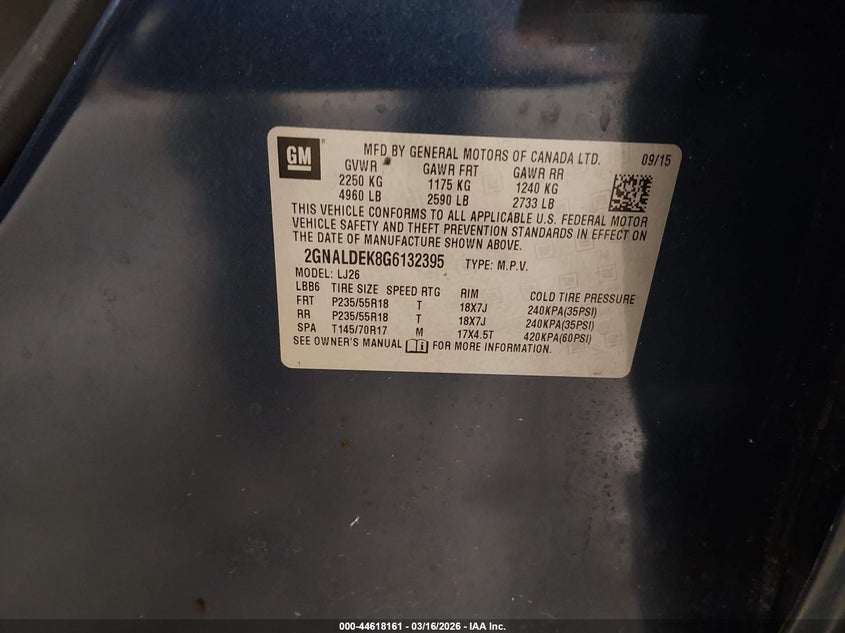 GM
MFD BY GENERAL MOTORS OF CANADA LTD. 09/15
GVWR GAWR FRT GAWR RR
2250 KG 1175 KG 1240 KG
4960 LB 2590 LB 2733 LB
THIS VEHICLE CONFORMS TO ALL APPLICABLE U.S. FEDERAL MOTOR
VEHICLE SAFETY AND THEFT PREVENTION STANDARDS IN EFFECT ON
THE DATE OF MANUFACTURE SHOWN ABOVE.
2GNALDEK8G6132395 TYPE: M.P.V.
MODEL: LJ26
LBB6 TIRE SIZE SPEED RTG RIM COLD TIRE PRESSURE
FRT P235/55R18 T 18X7J 240KPA(35PSI)
RR P235/55R18 T 18X7J 240KPA(35PSI)
SPA T145/70R17 M 17X4.5T 420KPA(60PSI)
SEE OWNER'S MANUAL FOR MORE INFORMATION.
000-44618161 — 03/16/2026 — IAA Inc.